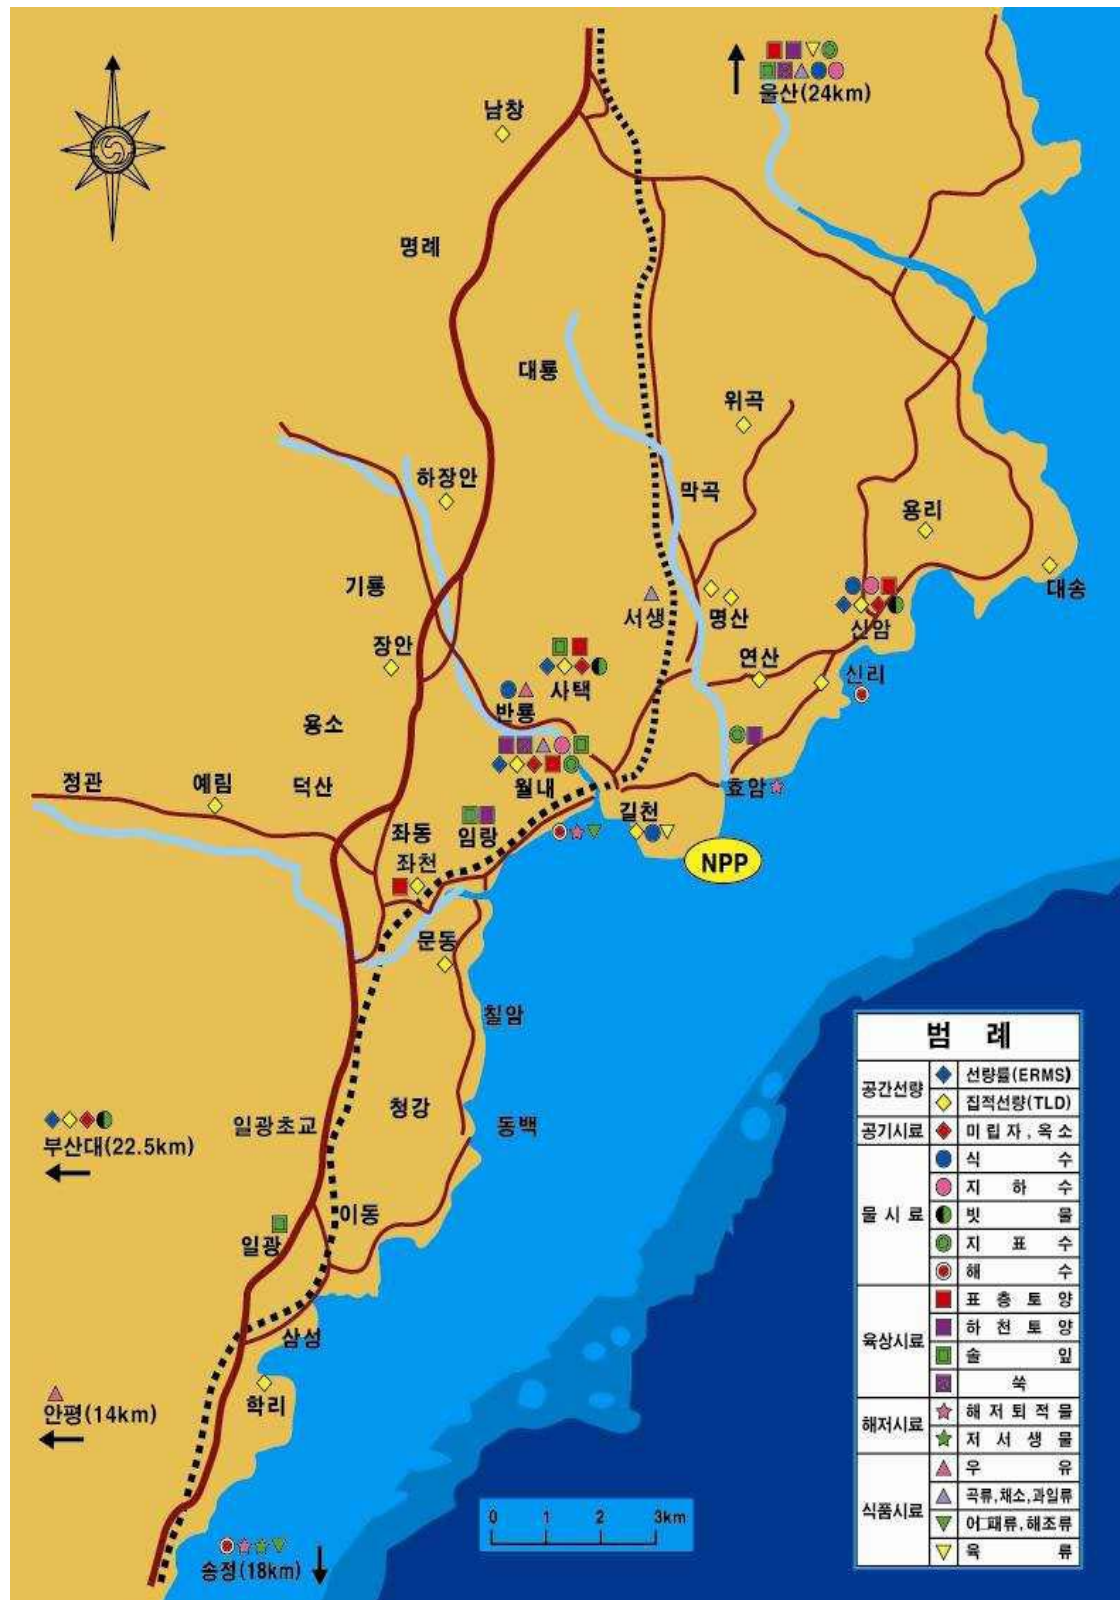 울산(24km)
남창
명례
대룡
위곡
하장안
막곡
용리
기룡
대송
서생
명산
신암
장안
사택
연산
신리
반룡
용소
정관
예림
덕산
월내
효암
길천
좌동
임랑
좌천
NPP
문동
칠암
청강
일광초교
동백
부산대(22.5km)
이동
일광
삼성
학리
안평(14km)
송정(18km)
0 1 2 3km
범 례
공간선량
선량률(ERMS)
집적선량(TLD)
공기시료
미립자, 옥소
물 시 료
식 수
지 하 수
빗 물
지 표 수
해 수
육상시료
표 층 토 양
하 천 토 양
솔 잎
쑥
해저시료
해 저 퇴 적 물
저 서 생 물
식품시료
우 유
곡류,채소,과일류
어패류,해조류
육 류